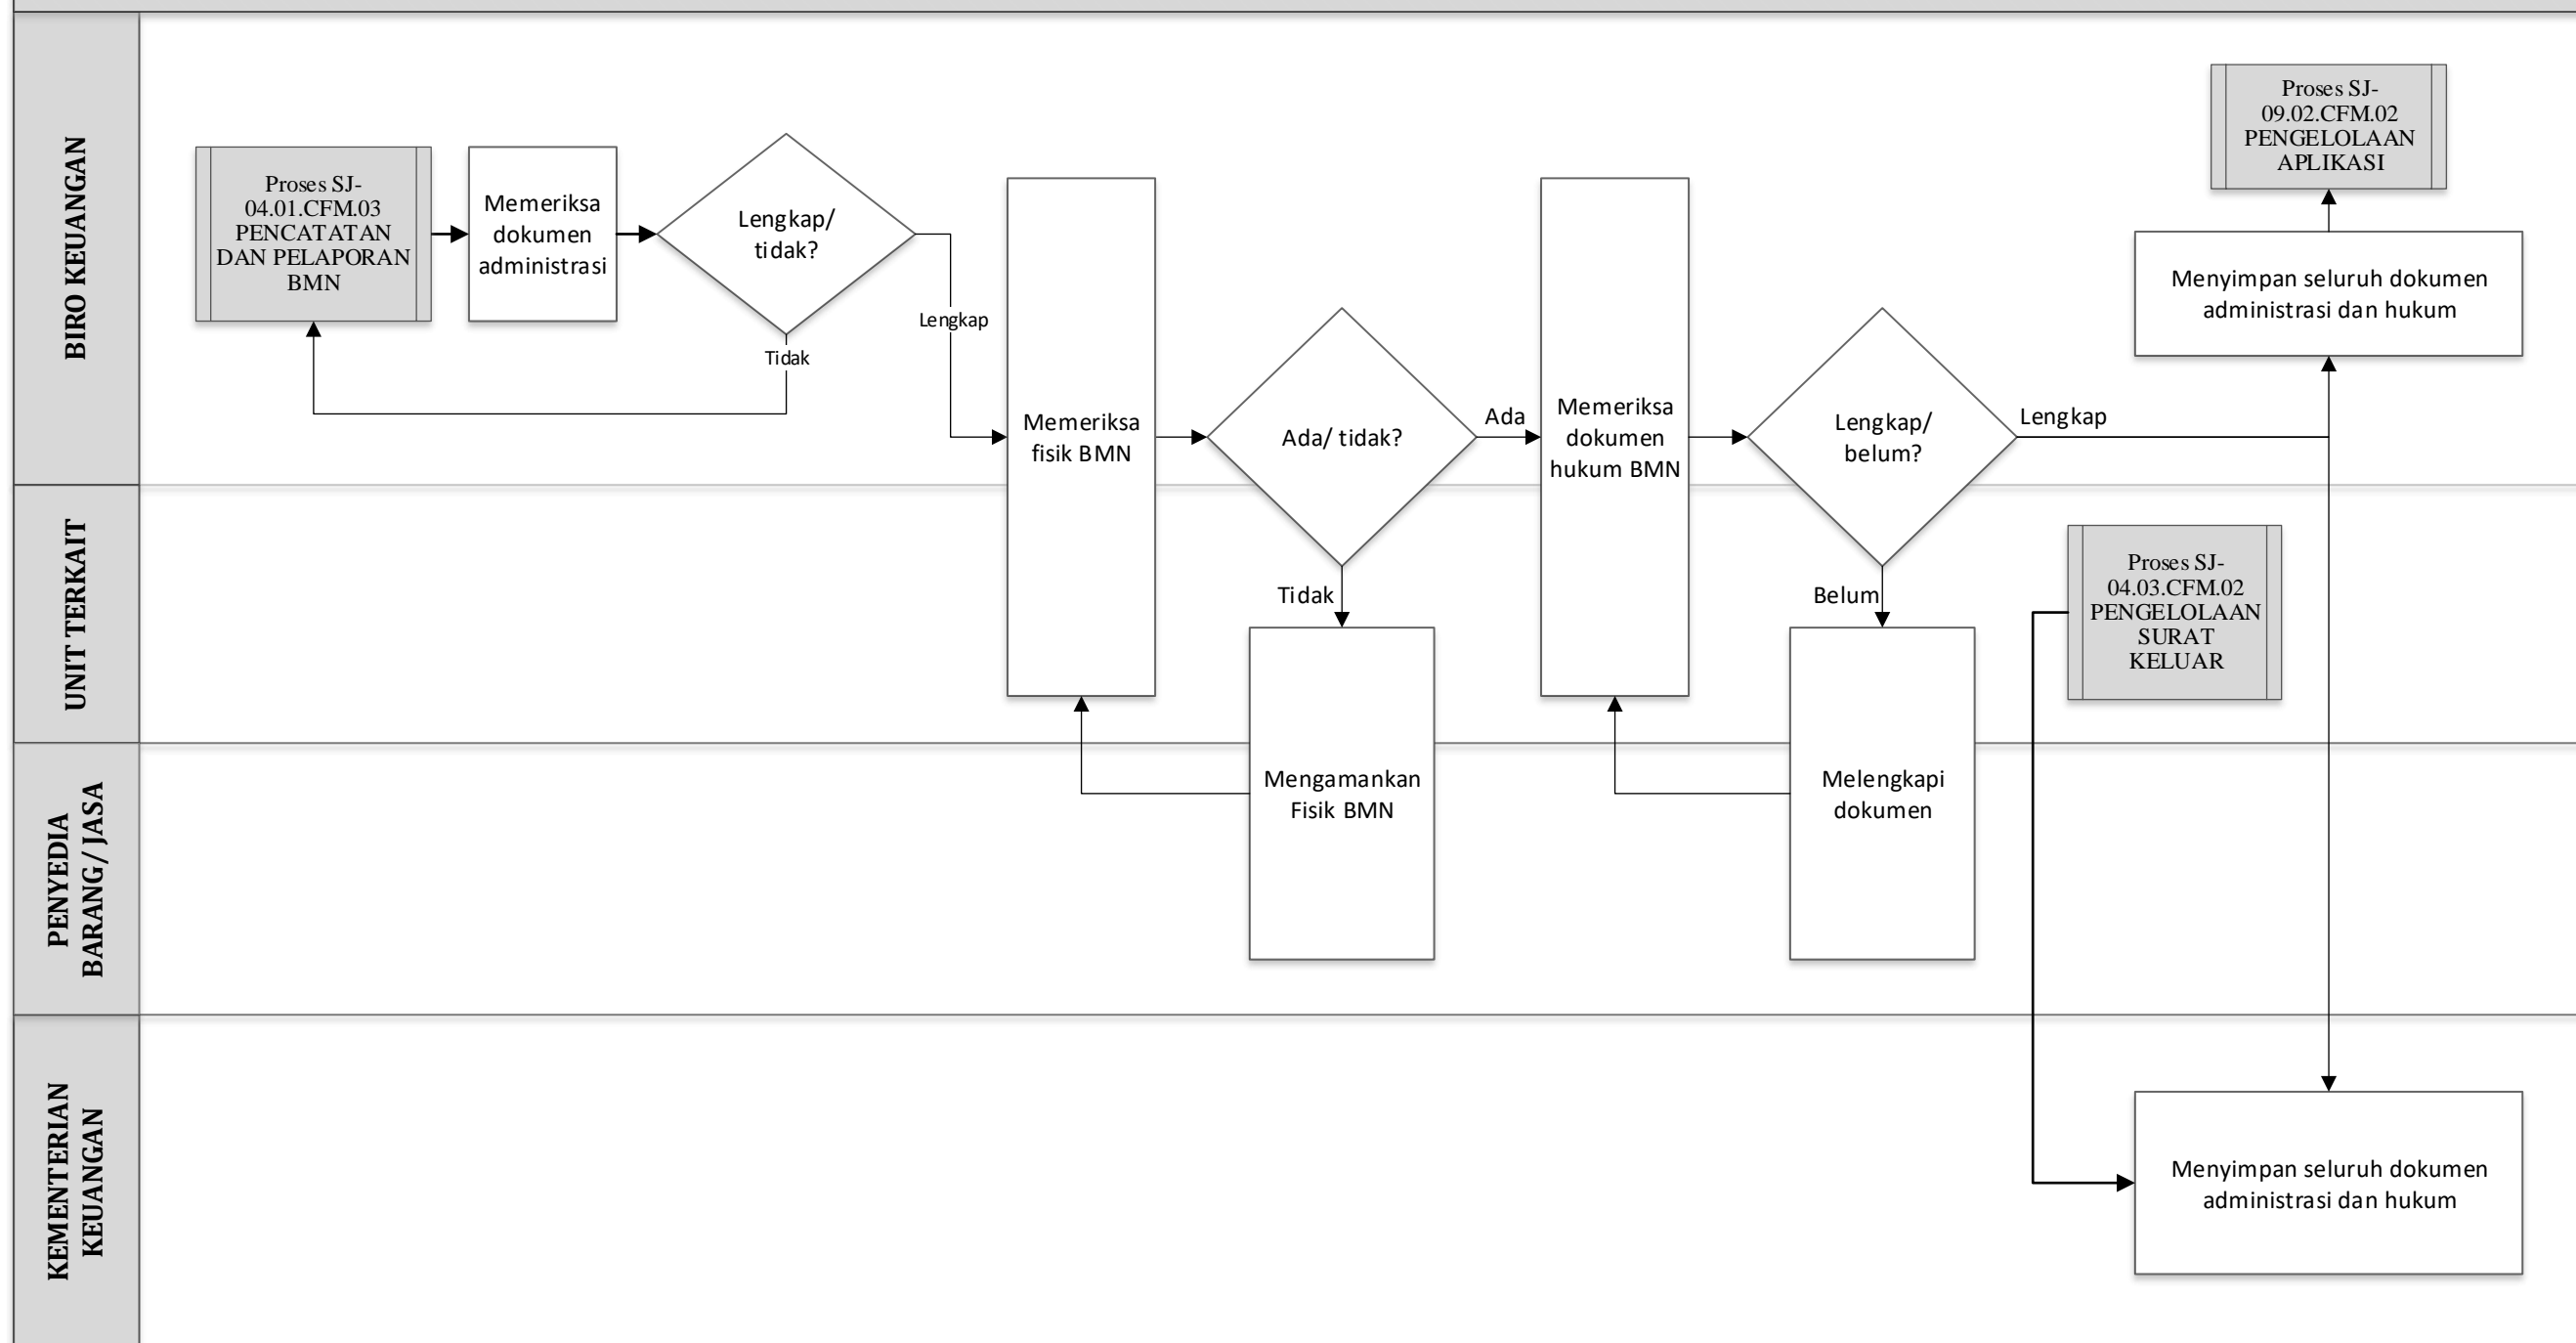 BIRO KEUANGAN
Proses SJ-
04.01.CFM.03
PENCATATAN
DAN PELAPORAN
BMN
Memeriksa
dokumen
administrasi
Lengkap/
tidak?
Tidak
Lengkap
Memeriksa
fisik BMN
Ada/ tidak?
Ada
Memeriksa
dokumen
hukum BMN
Lengkap/
belum?
Lengkap
Proses SJ-
09.02.CFM.02
PENGELOLAAN
APLIKASI
Menyimpan seluruh dokumen
administrasi dan hukum
UNIT TERKAIT
Tidak
Belum
Proses SJ-
04.03.CFM.02
PENGELOLAAN
SURAT
KELUAR
PENYEDIA
BARANG/ JASA
Mengamankan
Fisik BMN
Melengkapi
dokumen
KEMENTERIAN
KEUANGAN
Menyimpan seluruh dokumen
administrasi dan hukum